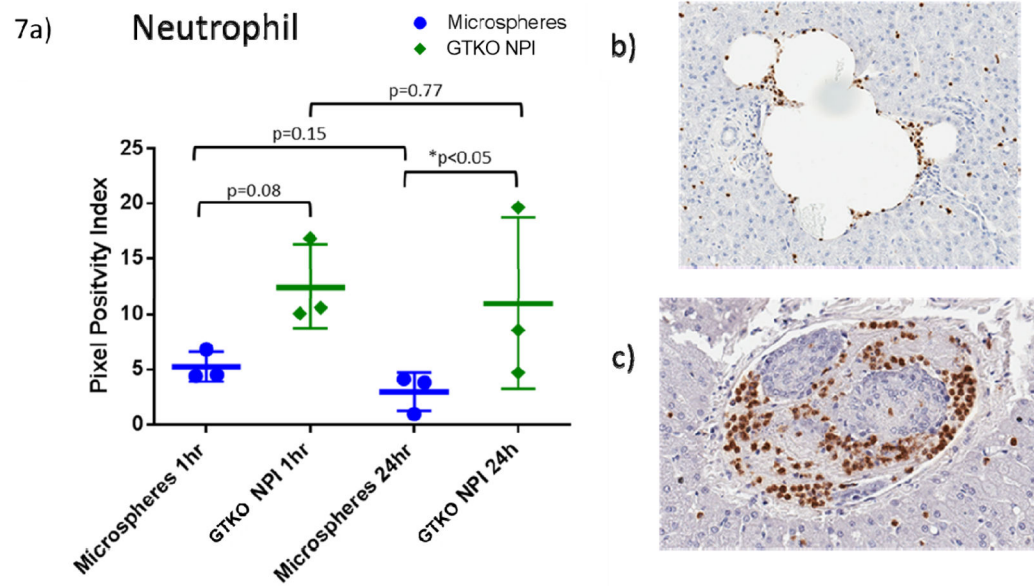 7a)
Neutrophil
Microspheres
GTKO NPI
p=0.77
p=0.15
*p<0.05
p=0.08
Pixel Positvity Index
25
20
15
10
5
0
Microspheres 1hr
GTKO NPI 1hr
Microspheres 24hr
GTKO NPI 24h
b)
c)